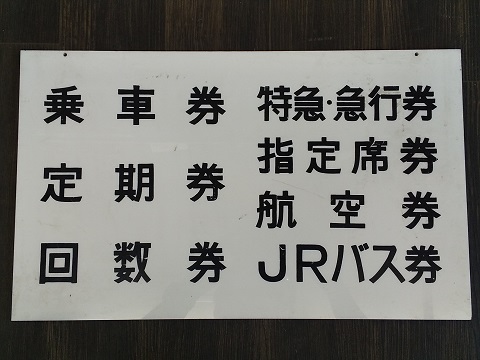 乗車券
定期券
回数券
特急・急行券
指定席券
航空券
JRバス券